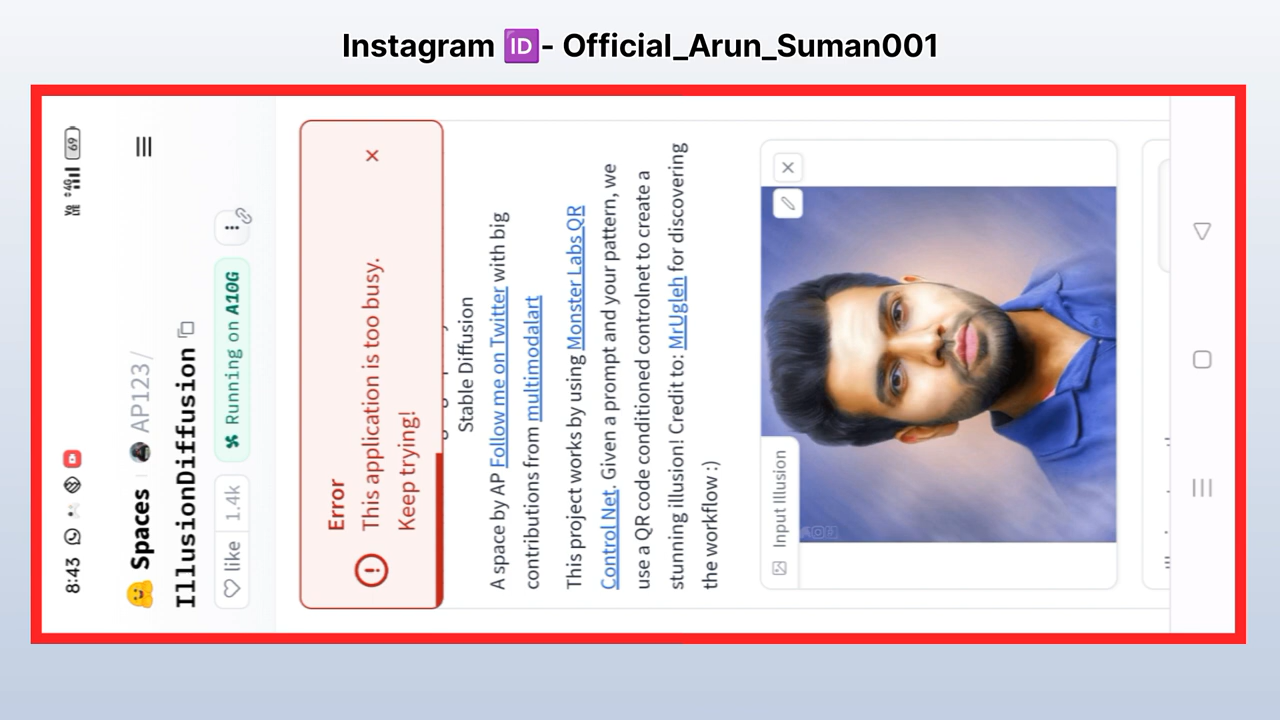 Instagram 🆔- Official_Arun_Suman001
8:43
4G
69
🤗 Spaces AP123/
IllusionDiffusion
like 1.4k Running on A10G
Error
This application is too busy.
Keep trying!
Stable Diffusion
A space by AP Follow me on Twitter with big
contributions from multimodalart
This project works by using Monster Labs QR
Control Net. Given a prompt and your pattern, we
use a QR code conditioned controlnet to create a
stunning illusion! Credit to: MrUgleh for discovering
the workflow :)
Input Illusion